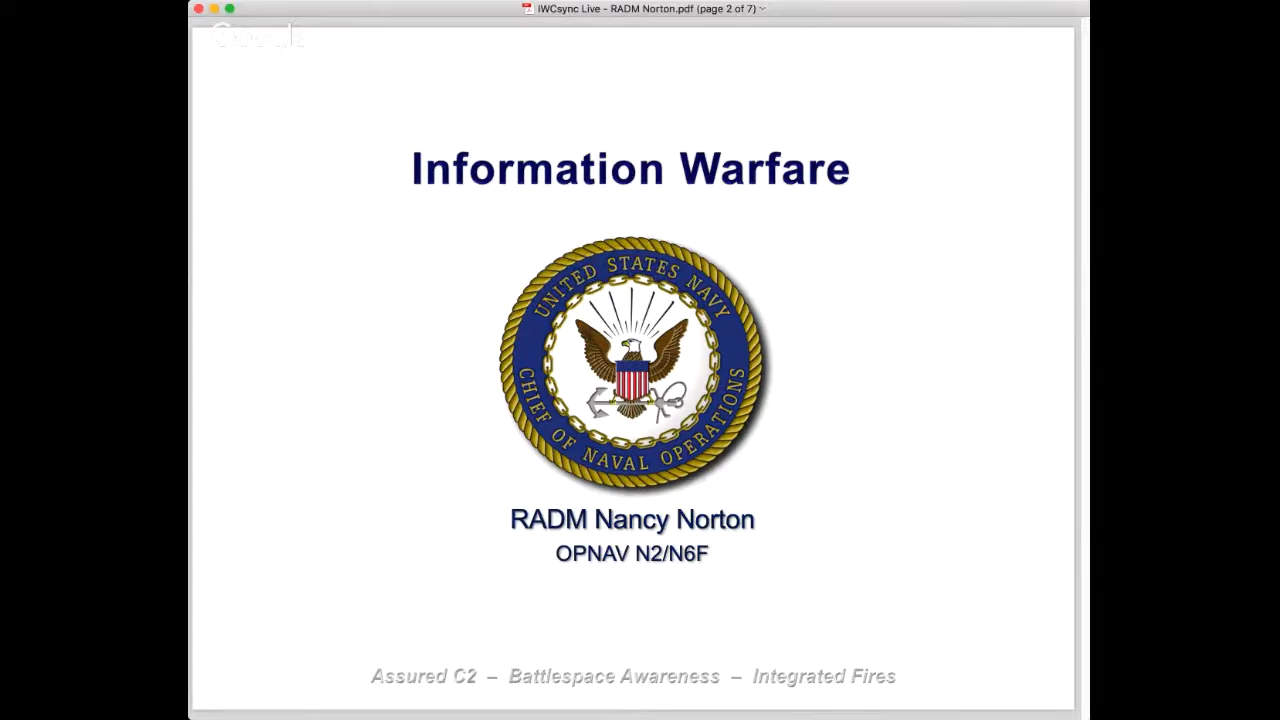 IWCsync Live - RADM Norton.pdf (page 2 of 7)
Google
Information Warfare
UNITED STATES NAVY
CHIEF OF NAVAL OPERATIONS
RADM Nancy Norton
OPNAV N2/N6F
Assured C2 – Battlespace Awareness – Integrated Fires